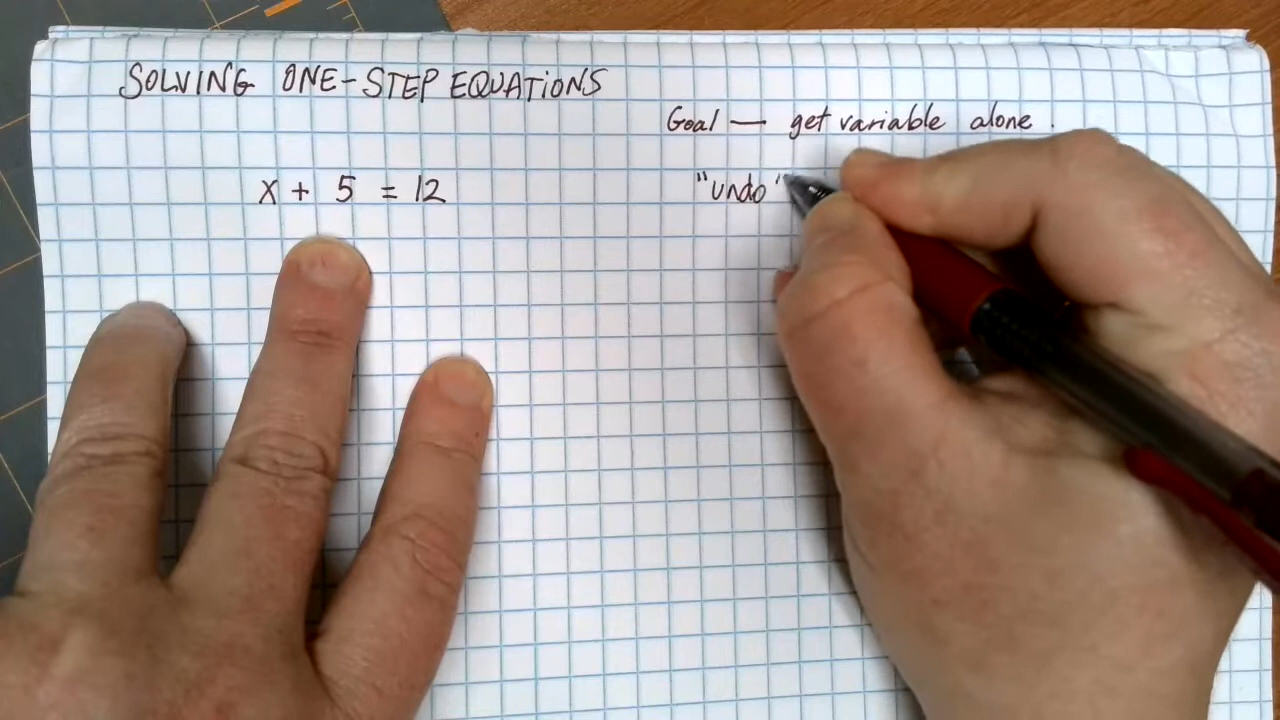 SOLVING ONE-STEP EQUATIONS
Goal — get variable alone.
x + 5 = 12
"undo"